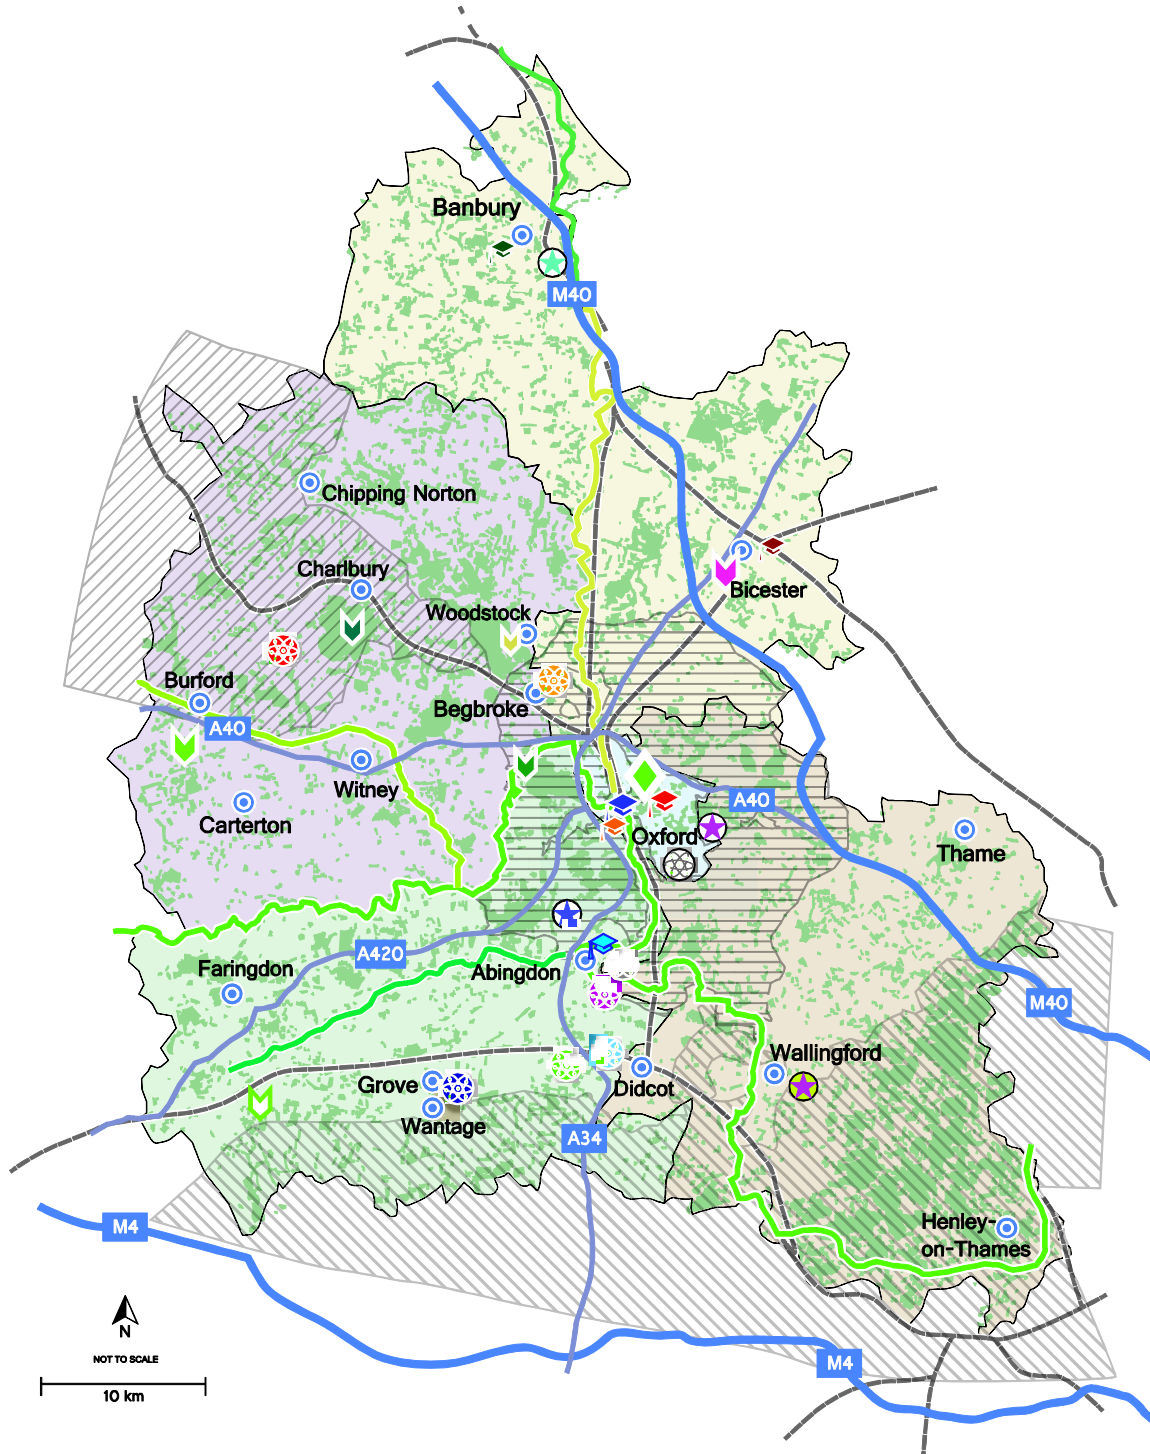 Banbury
M40
Chipping Norton
Charlbury
Bicester
Woodstock
Burford
Begbroke
A40
Witney
A40
Carterton
Oxford
Thame
A420
Faringdon
Abingdon
M40
Wallingford
Grove
Didcot
Wantage
A34
M4
Henley-
on-Thames
N
NOT TO SCALE
M4
10 km